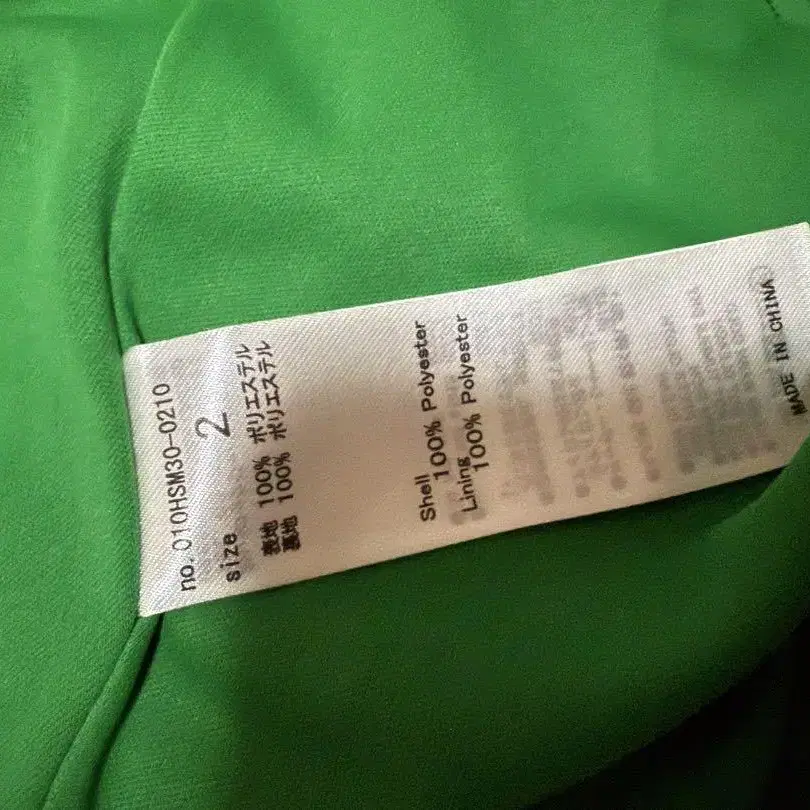 no.010HSM30-0210
size 2
表地 100% ポリエステル
裏地 100% ポリエステル
Shell
100% Polyester
Lining
100% Polyester
MADE IN CHINA